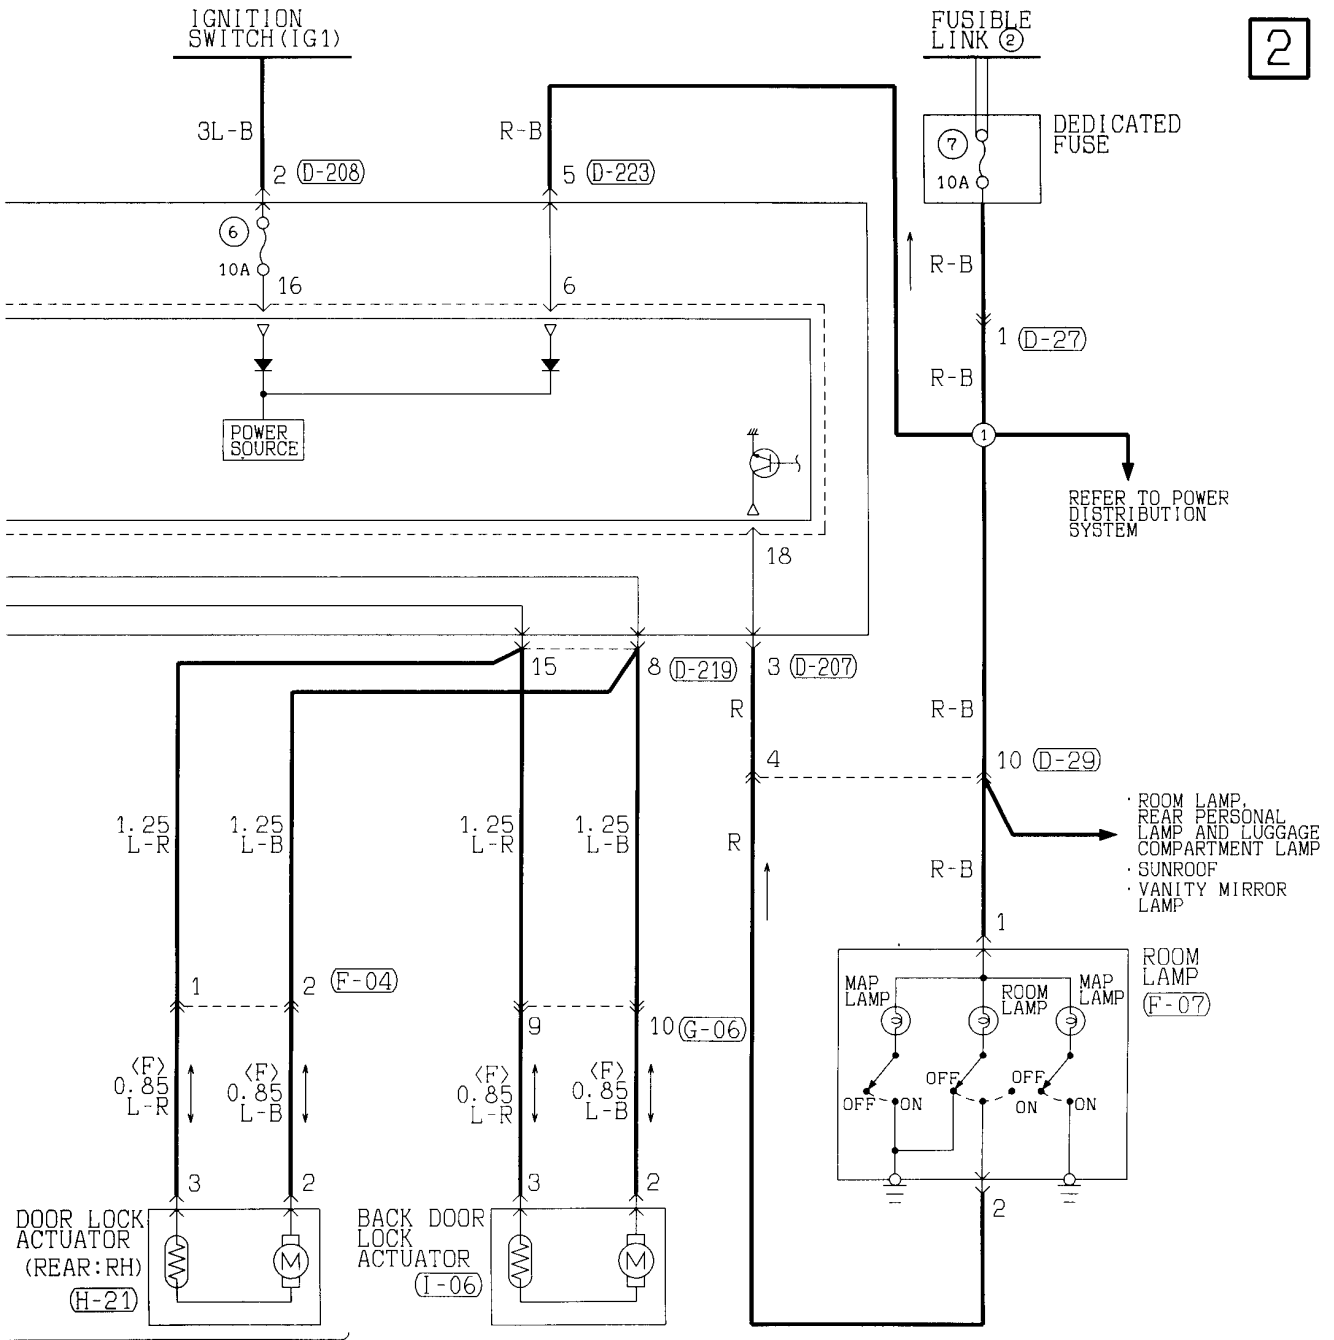 IGNITION
SWITCH(IG1)
FUSIBLE
LINK ②
2
3L-B
R-B
DEDICATED
FUSE
⑦
10A
2 (D-208)
5 (D-223)
⑥
10A
16
6
R-B
1 (D-27)
R-B
POWER
SOURCE
①
REFER TO POWER
DISTRIBUTION
SYSTEM
18
15
8 (D-219)
3 (D-207)
R
R-B
4
10 (D-29)
1.25
L-R
1.25
L-B
1.25
L-R
1.25
L-B
R
· ROOM LAMP,
REAR PERSONAL
LAMP AND LUGGAGE
COMPARTMENT LAMP
· SUNROOF
· VANITY MIRROR
LAMP
R-B
1
ROOM
LAMP
(F-07)
MAP
LAMP
ROOM
LAMP
MAP
LAMP
1
2 (F-04)
9
10 (G-06)
<F>
0.85
L-R
<F>
0.85
L-B
<F>
0.85
L-R
<F>
0.85
L-B
OFF
ON
OFF
ON
OFF
ON
3
2
3
2
2
DOOR LOCK
ACTUATOR
(REAR:RH)
(H-21)
M
BACK DOOR
LOCK
ACTUATOR
(I-06)
M